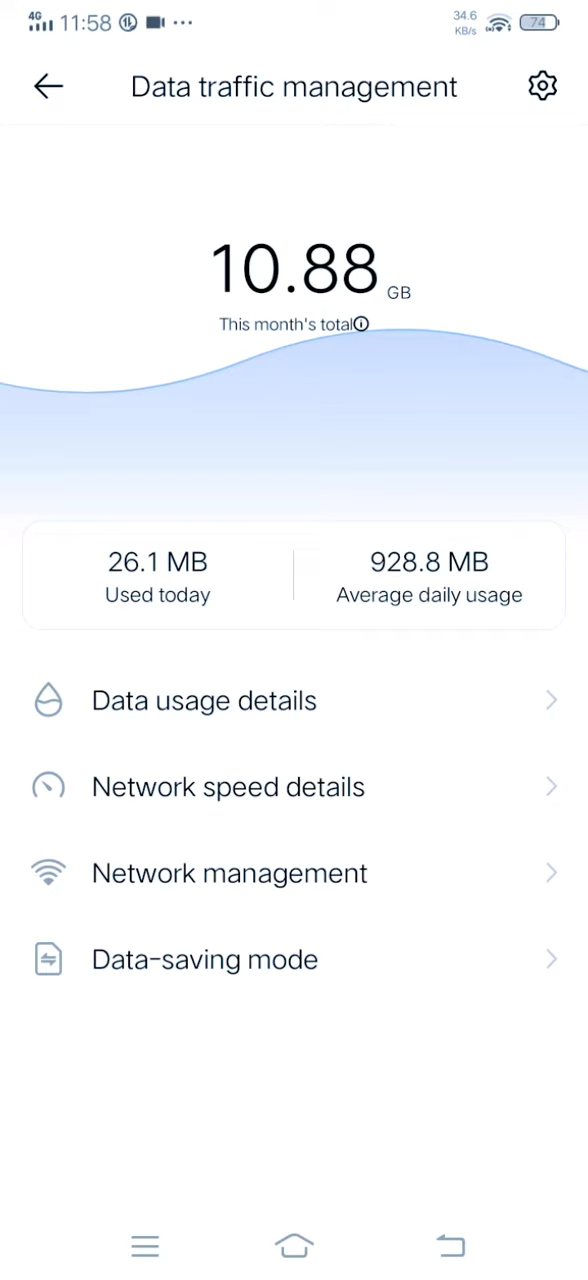 4G 11:58 ... 34.6 KB/s 74
Data traffic management
10.88 GB
This month's total
26.1 MB 928.8 MB
Used today Average daily usage
Data usage details
Network speed details
Network management
Data-saving mode